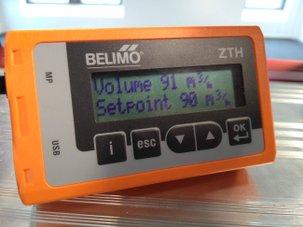 BELIMO
ZTH
MP
Volume 91 m³/h
Setpoint 90 m³/h
USB
i
esc
OK